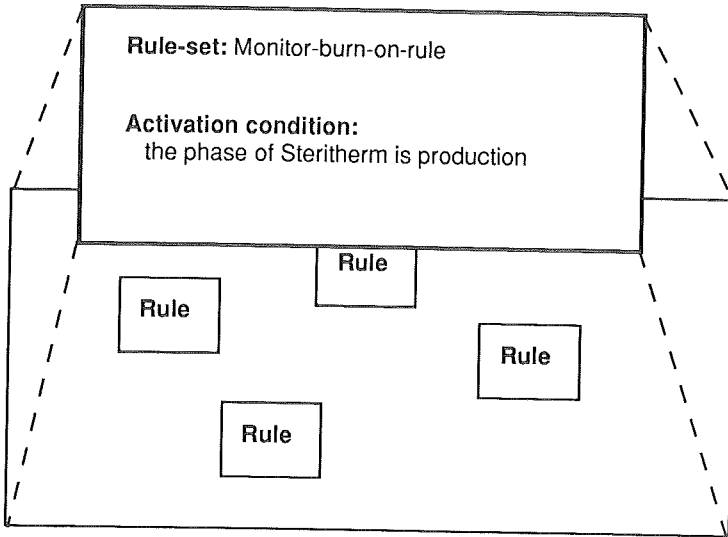 Rule-set: Monitor-burn-on-rule
Activation condition:
the phase of Steritherm is production
Rule
Rule
Rule
Rule